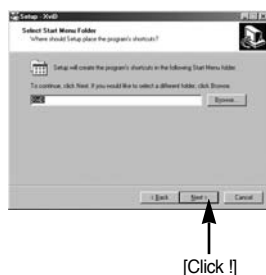 Setup - XviD
Select Start Menu Folder
Where should Setup place the program's shortcuts?
Setup will create the program's shortcuts in the following Start Menu folder.
To continue, click Next. If you would like to select a different folder, click Browse.
XviD
Browse...
< Back
Next >
Cancel
[Click !]